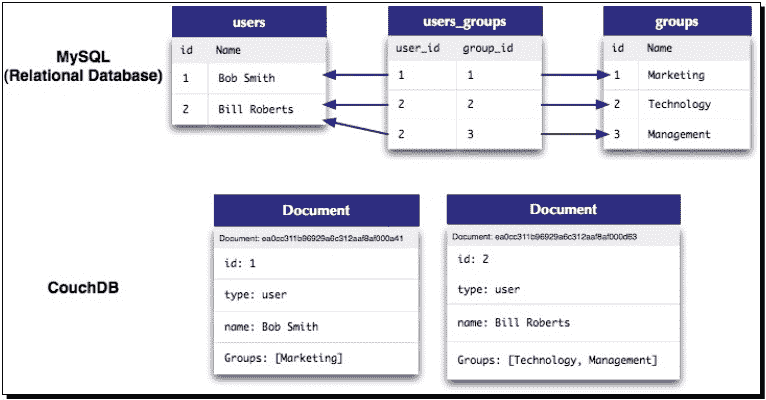 users
users_groups
groups
MySQL
(Relational Database)
id Name
user_id group_id
id Name
1 Bob Smith
1 1
1 Marketing
2 Bill Roberts
2 2
2 Technology
2 3
3 Management
CouchDB
Document
Document: ea0cc311b96929a6c312aaf8af000a41
id: 1
type: user
name: Bob Smith
Groups: [Marketing]
Document
Document: ea0cc311b96929a6c312aaf8af000d63
id: 2
type: user
name: Bill Roberts
Groups: [Technology, Management]